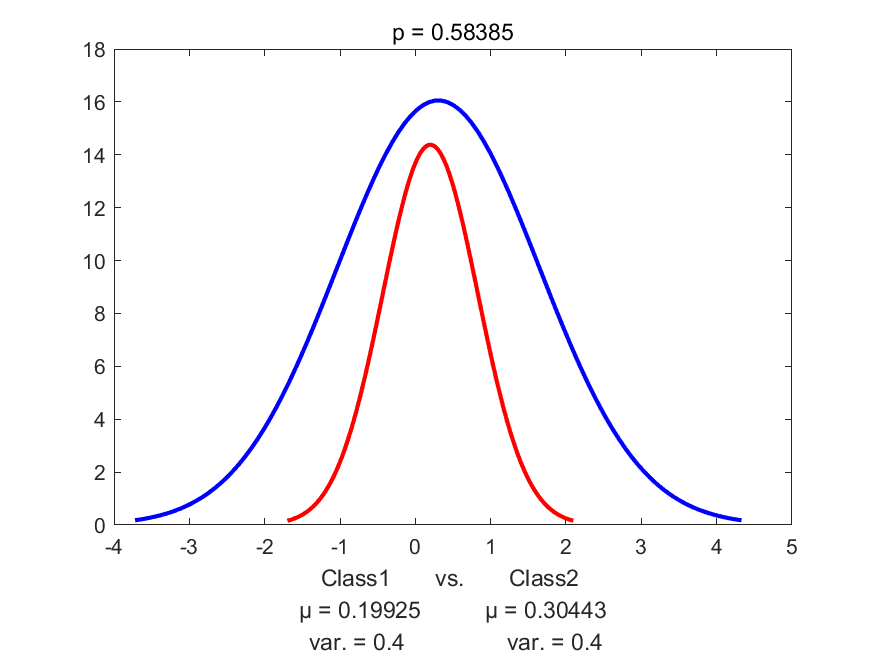 p = 0.58385
18
16
14
12
10
8
6
4
2
0
-4 -3 -2 -1 0 1 2 3 4 5
Class1 vs. Class2
μ = 0.19925 μ = 0.30443
var. = 0.4 var. = 0.4